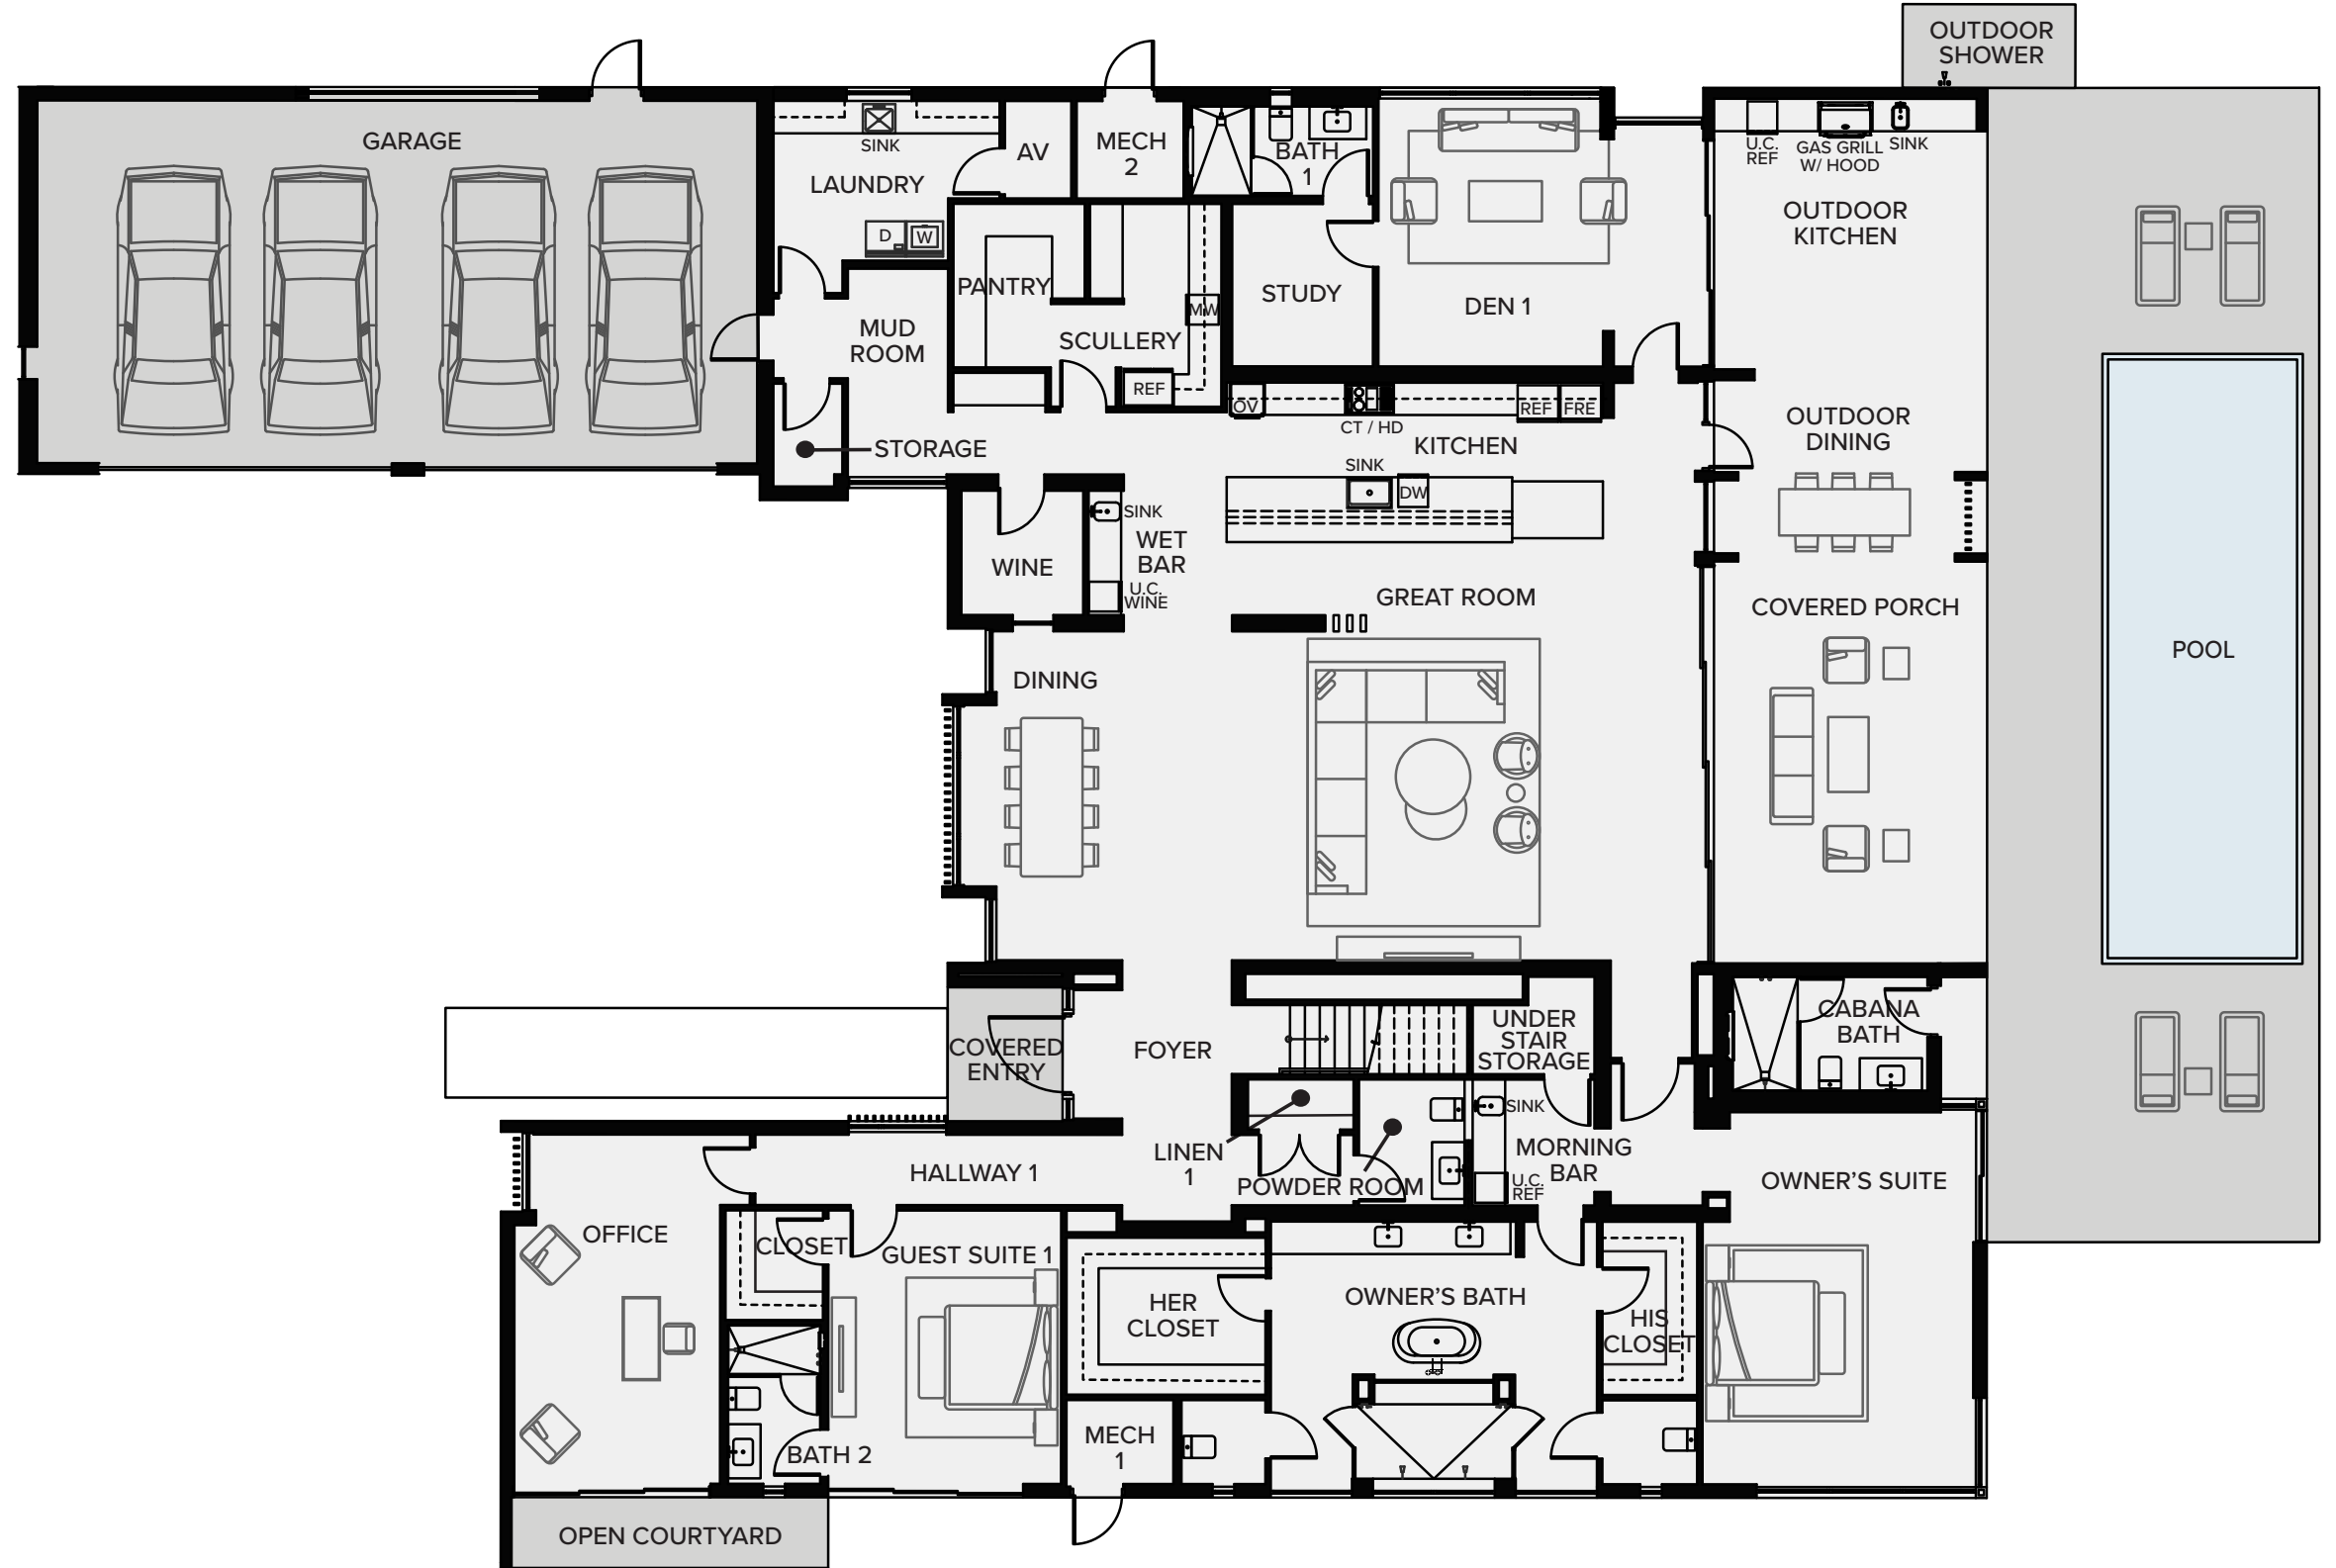 OUTDOOR
SHOWER
GARAGE
SINK
LAUNDRY
D
W
AV
MECH
2
BATH
1
U.C.
REF
GAS GRILL
W/ HOOD
SINK
OUTDOOR
KITCHEN
PANTRY
MW
SCULLERY
STUDY
DEN 1
MUD
ROOM
REF
OV
CT / HD
REF
FRE
STORAGE
KITCHEN
OUTDOOR
DINING
SINK
DW
SINK
WET
BAR
WINE
U.C.
WINE
GREAT ROOM
COVERED PORCH
POOL
DINING
COVERED
ENTRY
FOYER
UNDER
STAIR
STORAGE
CABANA
BATH
SINK
LINEN
1
POWDER ROOM
MORNING
BAR
U.C.
REF
HALLWAY 1
OWNER'S SUITE
OFFICE
CLOSET
GUEST SUITE 1
HER
CLOSET
OWNER'S BATH
HIS
CLOSET
BATH 2
MECH
1
OPEN COURTYARD